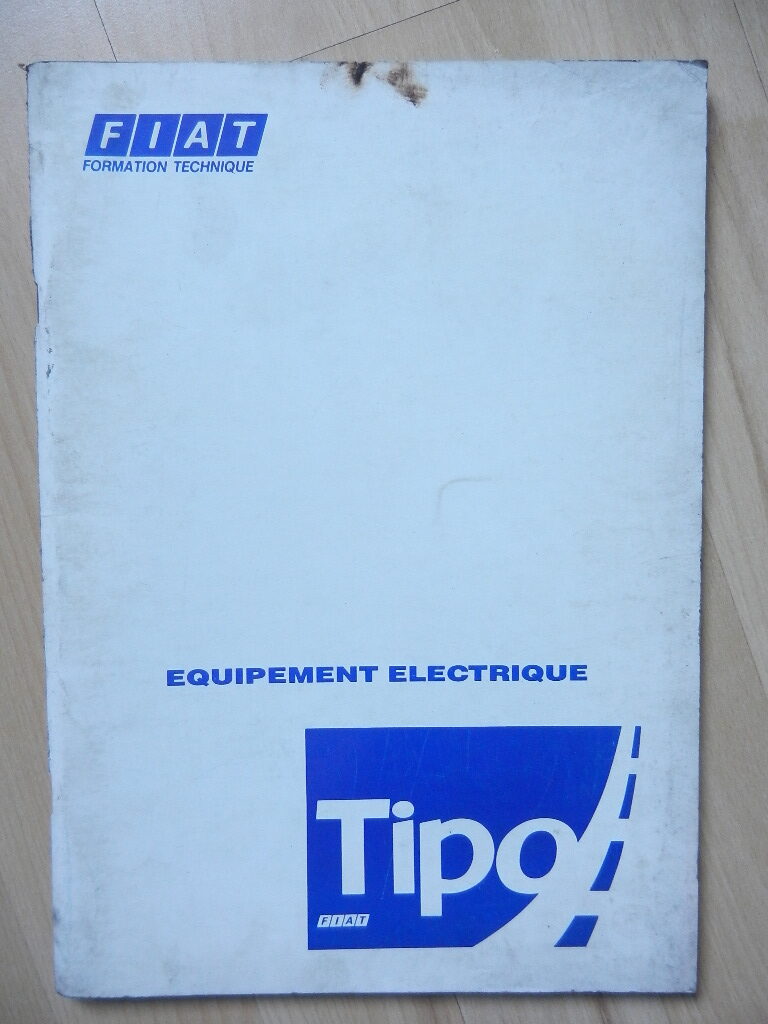 FIAT
FORMATION TECHNIQUE
EQUIPEMENT ELECTRIQUE
Tipo
FIAT